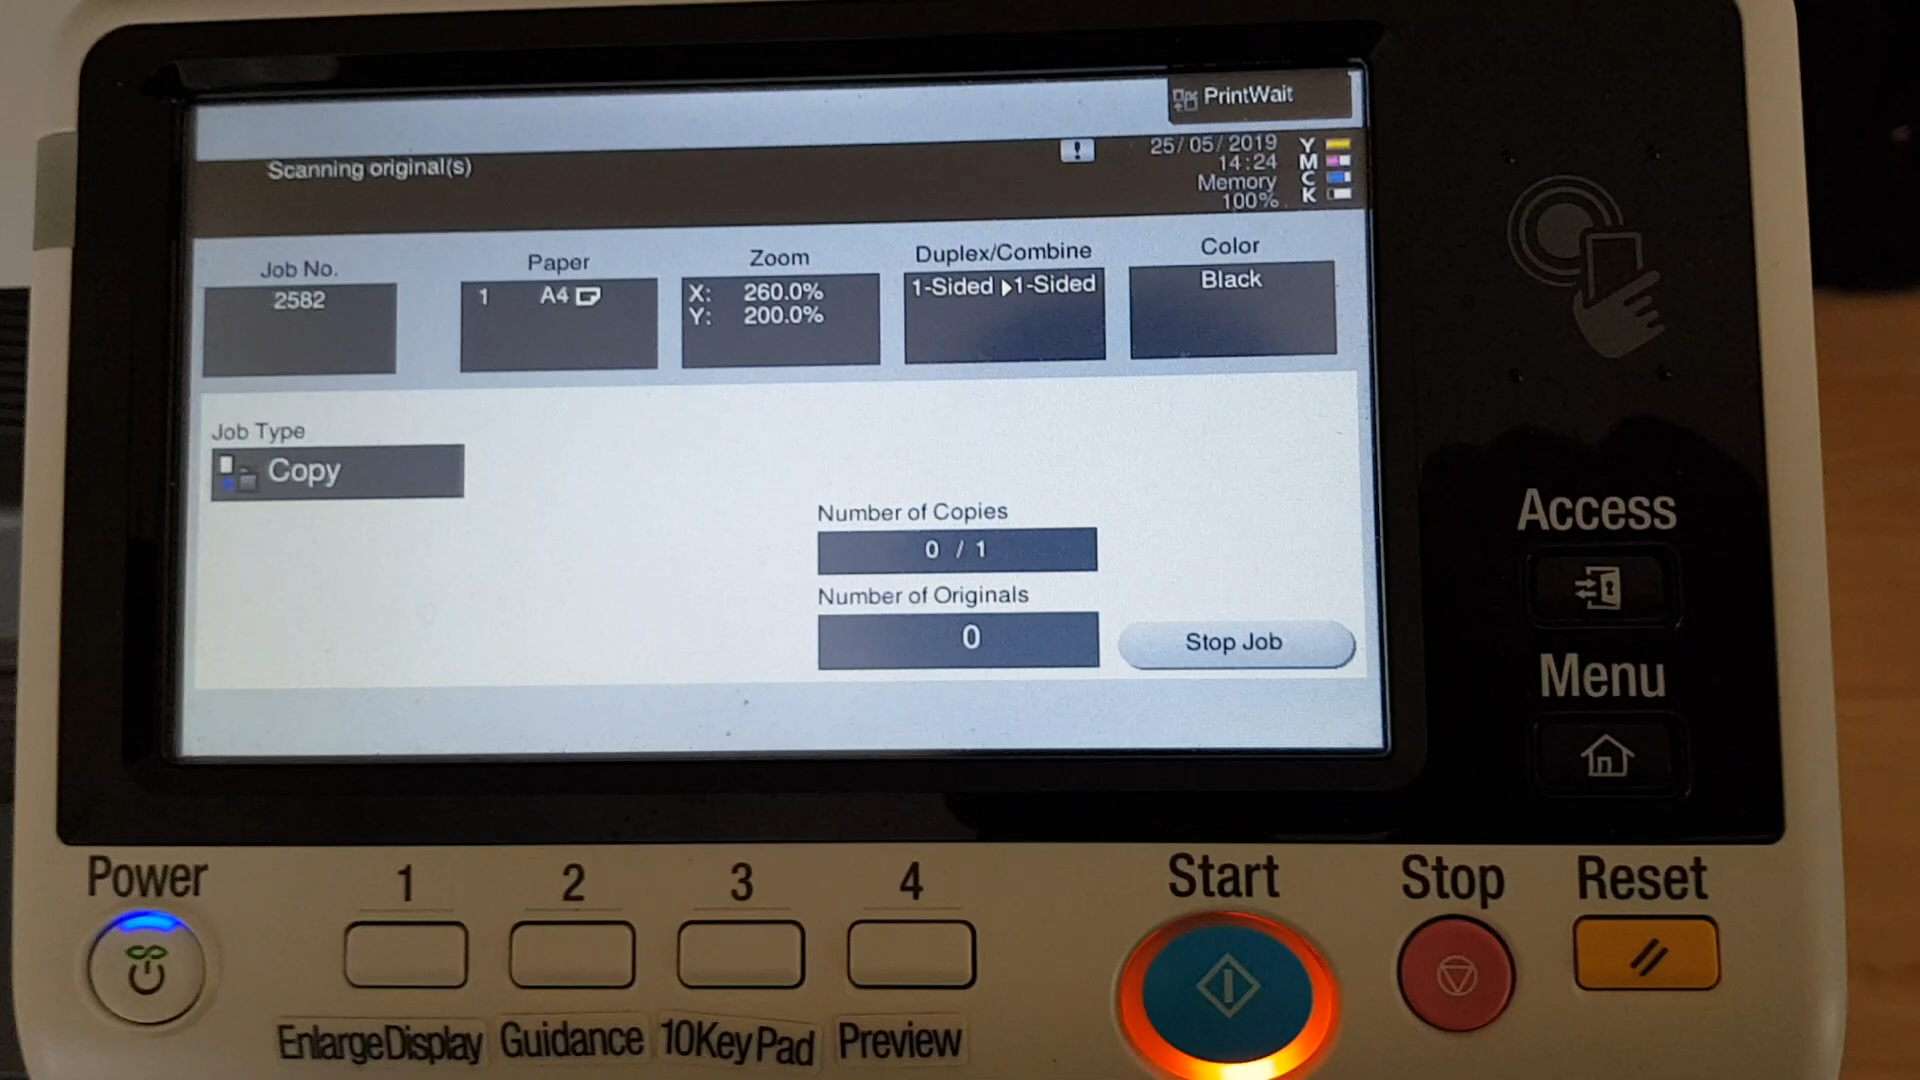 PrintWait
Scanning original(s)
!
25/05/2019
14:24
Memory
100%
Y
M
C
K
Job No.
2582
Paper
1 A4
Zoom
X: 260.0%
Y: 200.0%
Duplex/Combine
1-Sided 1-Sided
Color
Black
Job Type
Copy
Number of Copies
0 / 1
Number of Originals
0
Stop Job
Access
Menu
Power
1
2
3
4
Start
Stop
Reset
EnlargeDisplay
Guidance
10KeyPad
Preview